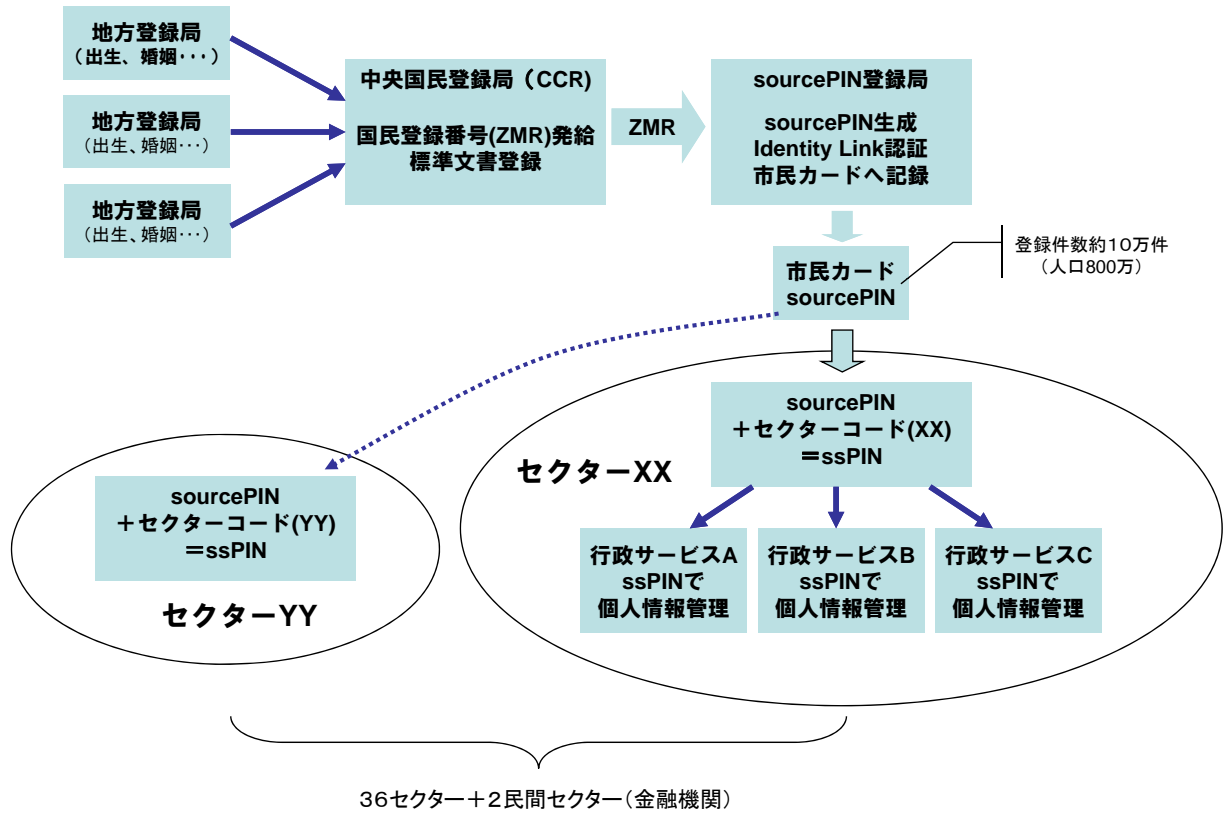 地方登録局
（出生、婚姻･･･）
地方登録局
（出生、婚姻･･･）
地方登録局
（出生、婚姻･･･）
中央国民登録局（CCR)
国民登録番号(ZMR)発給
標準文書登録
ZMR
sourcePIN登録局
sourcePIN生成
Identity Link認証
市民カードへ記録
市民カード
sourcePIN
登録件数約１０万件
（人口800万）
sourcePIN
＋セクターコード(XX)
＝ssPIN
セクターXX
行政サービスA
ssPINで
個人情報管理
行政サービスB
ssPINで
個人情報管理
行政サービスC
ssPINで
個人情報管理
sourcePIN
＋セクターコード(YY)
＝ssPIN
セクターYY
３６セクター＋２民間セクター（金融機関）